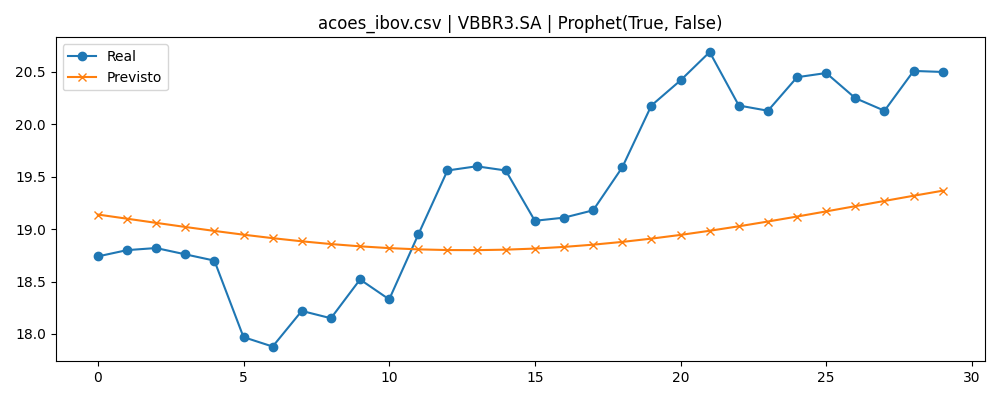 acoes_ibov.csv | VBBR3.SA | Prophet(True, False)
Real
Previsto
20.5
20.0
19.5
19.0
18.5
18.0
0 5 10 15 20 25 30